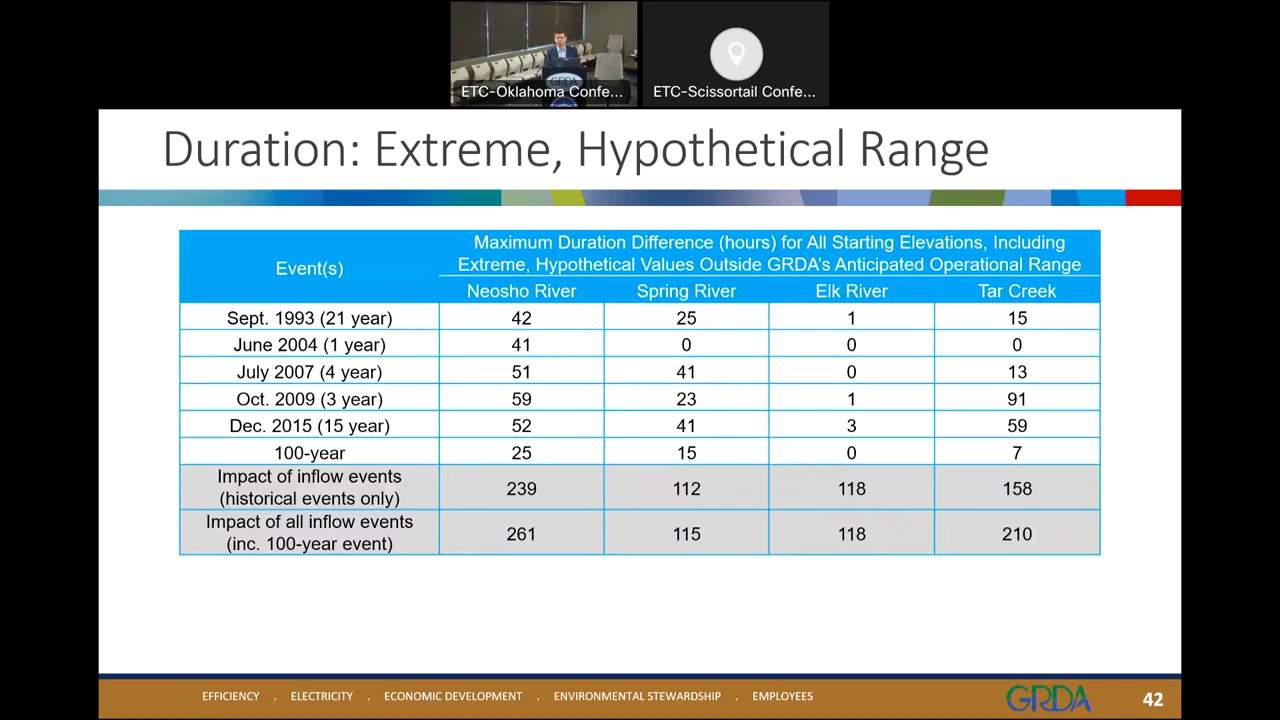 ETC-Oklahoma Confe...
ETC-Scissortail Confe...
GRDA
Duration: Extreme, Hypothetical Range
Event(s)
Maximum Duration Difference (hours) for All Starting Elevations, Including
Extreme, Hypothetical Values Outside GRDA's Anticipated Operational Range
Neosho River Spring River Elk River Tar Creek
Sept. 1993 (21 year) 42 25 1 15
June 2004 (1 year) 41 0 0 0
July 2007 (4 year) 51 41 0 13
Oct. 2009 (3 year) 59 23 1 91
Dec. 2015 (15 year) 52 41 3 59
100-year 25 15 0 7
Impact of inflow events
(historical events only) 239 112 118 158
Impact of all inflow events
(inc. 100-year event) 261 115 118 210
EFFICIENCY . ELECTRICITY . ECONOMIC DEVELOPMENT . ENVIRONMENTAL STEWARDSHIP . EMPLOYEES
GRDA
42